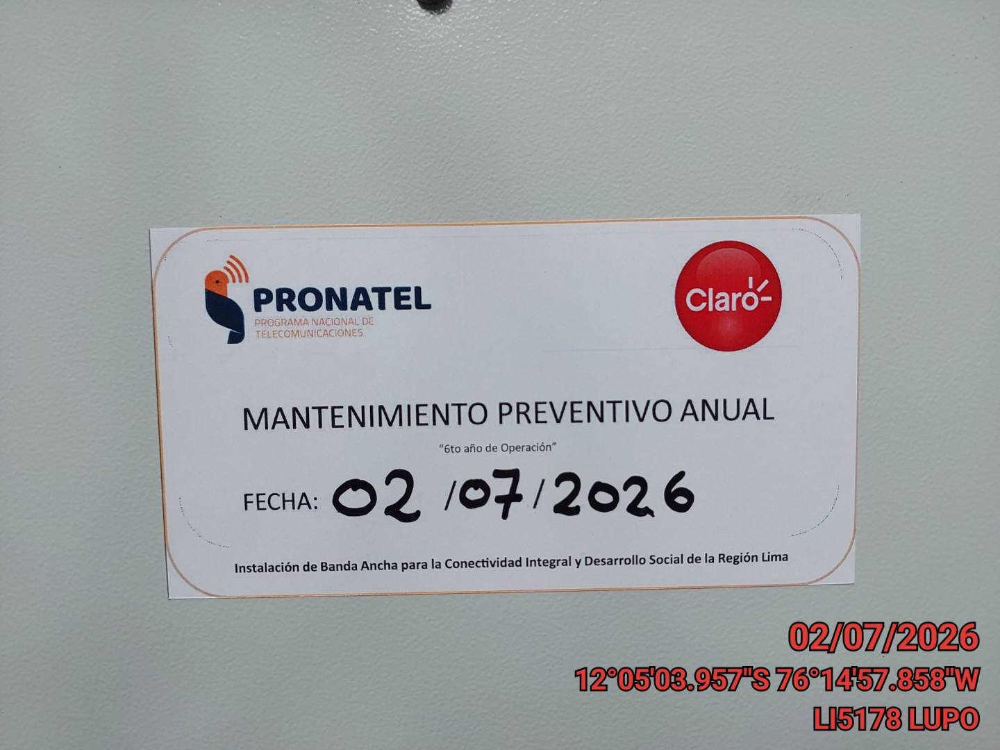 PRONATEL
PROGRAMA NACIONAL DE
TELECOMUNICACIONES
Claro
MANTENIMIENTO PREVENTIVO ANUAL
“6to año de Operación”
FECHA: 02/07/2026
Instalación de Banda Ancha para la Conectividad Integral y Desarrollo Social de la Región Lima
02/07/2026
12°05'03.957"S 76°14'57.858"W
LI5178 LUPO